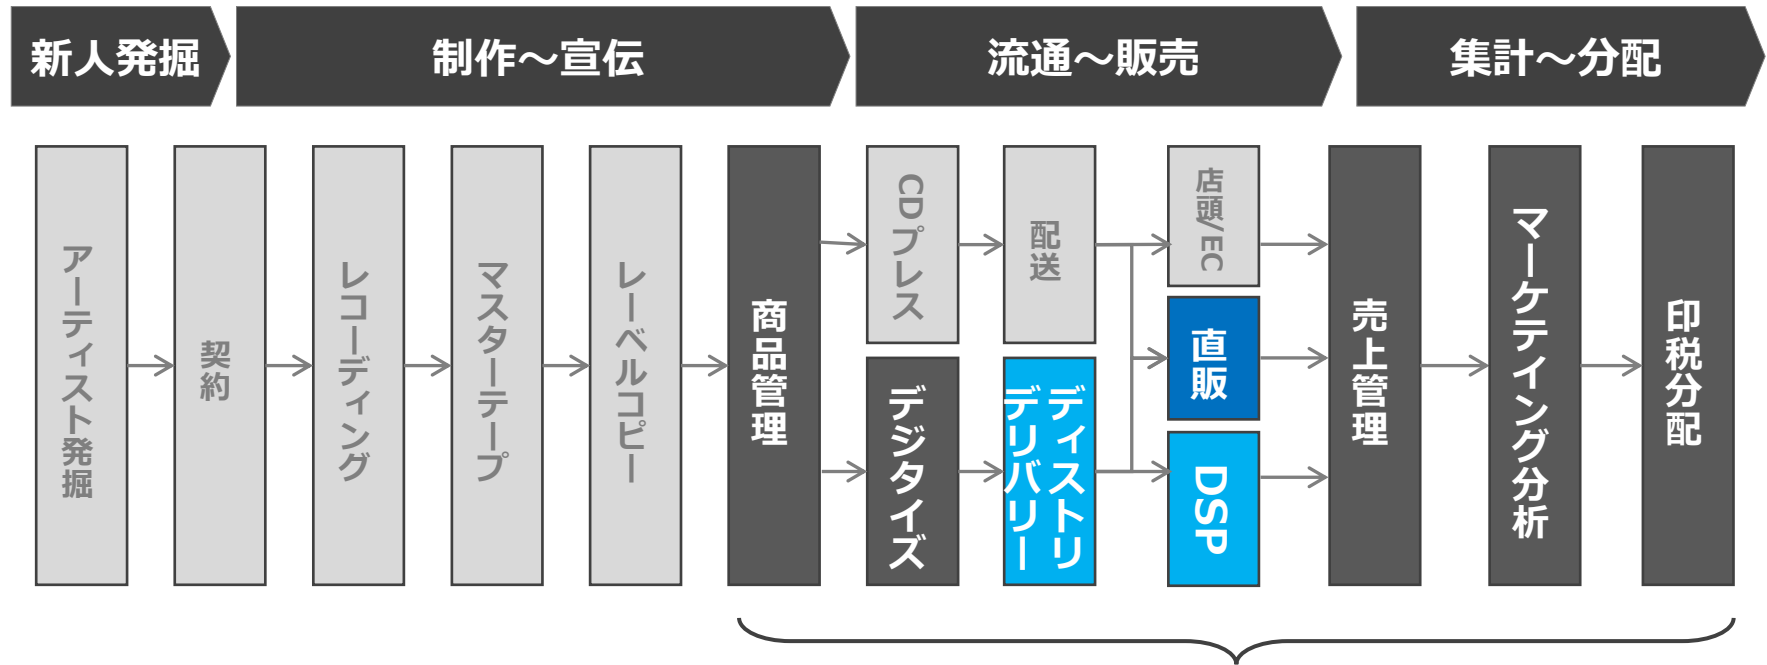 新人発掘
制作～宣伝
流通～販売
集計～分配
アーティスト発掘
契約
レコーディング
マスターテープ
レーベルコピー
商品管理
CDプレス
配送
店頭/EC
直販
デジタイズ
ディストリ
デリバリー
DSP
売上管理
マーケティング分析
印税分配